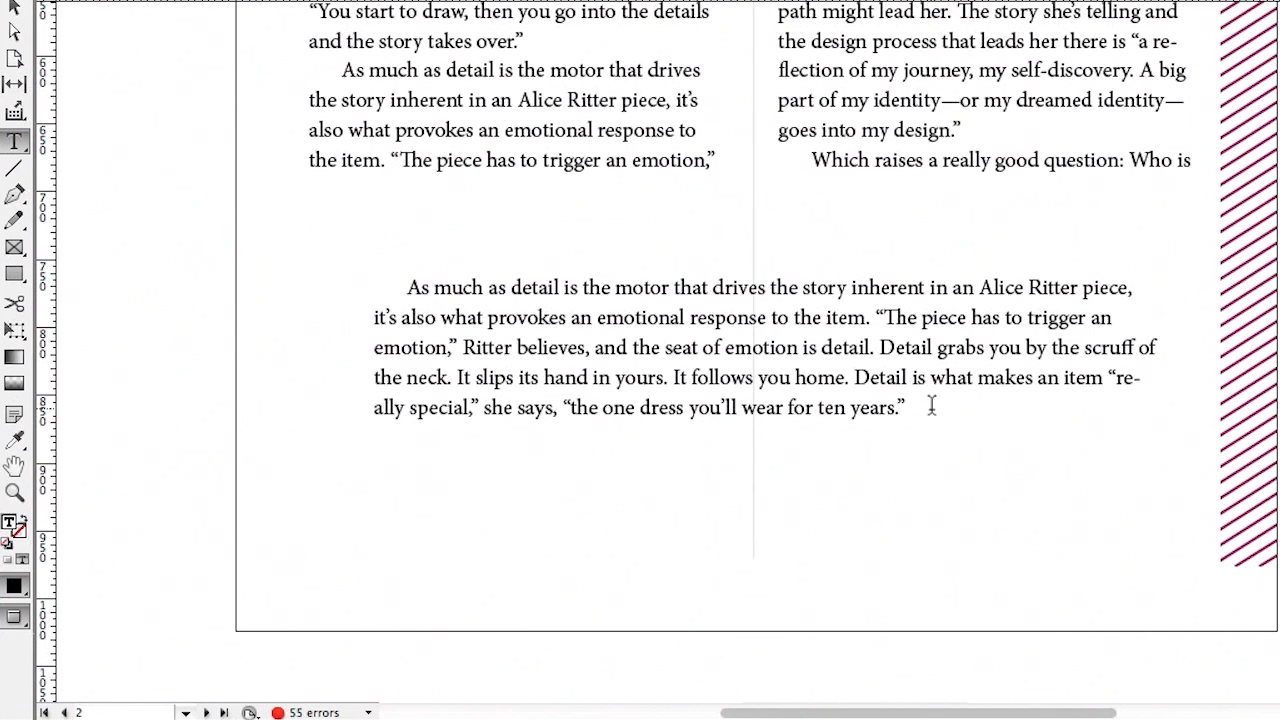 “You start to draw, then you go into the details
and the story takes over.”
As much as detail is the motor that drives
the story inherent in an Alice Ritter piece, it’s
also what provokes an emotional response to
the item. “The piece has to trigger an emotion,”
path might lead her. The story she’s telling and
the design process that leads her there is “a re-
flection of my journey, my self-discovery. A big
part of my identity—or my dreamed identity—
goes into my design.”
Which raises a really good question: Who is
As much as detail is the motor that drives the story inherent in an Alice Ritter piece,
it’s also what provokes an emotional response to the item. “The piece has to trigger an
emotion,” Ritter believes, and the seat of emotion is detail. Detail grabs you by the scruff of
the neck. It slips its hand in yours. It follows you home. Detail is what makes an item “re-
ally special,” she says, “the one dress you’ll wear for ten years.”
600
650
700
750
800
850
900
950
1000
2
55 errors